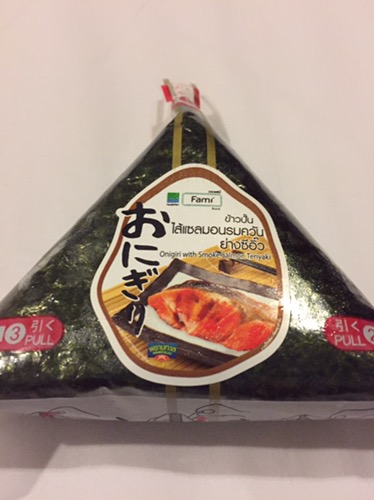 Fami
おにぎり
ข้าวปั้น
ไส้แซลมอนรมควัน
ย่างซีอิ๊ว
Onigiri with Smoke Salmon Teriyaki
3 引く
PULL
引く 2
PULL